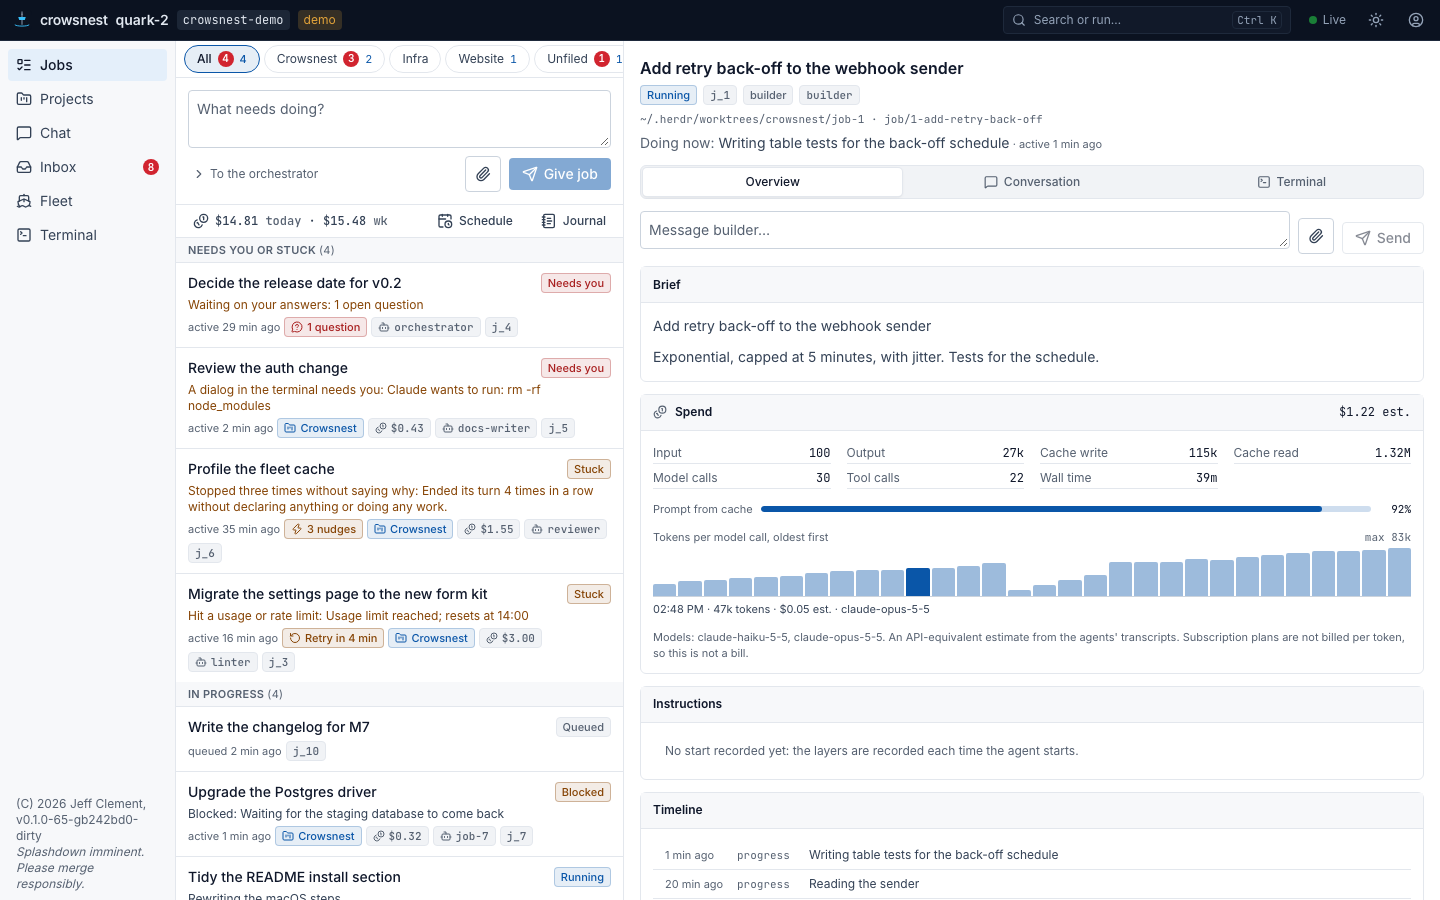 crowsnest quark-2 crowsnest-demo demo
Search or run... Ctrl K
Live
Jobs
Projects
Chat
Inbox 8
Fleet
Terminal
(C) 2026 Jeff Clement,
v0.1.0-65-gb242bd0-
dirty
Splashdown imminent.
Please merge
responsibly.
All 4 4
Crowsnest 3 2
Infra
Website 1
Unfiled 1 1
What needs doing?
To the orchestrator
Give job
$14.81 today · $15.48 wk
Schedule
Journal
NEEDS YOU OR STUCK (4)
Decide the release date for v0.2
Needs you
Waiting on your answers: 1 open question
active 29 min ago 1 question orchestrator j_4
Review the auth change
Needs you
A dialog in the terminal needs you: Claude wants to run: rm -rf
node_modules
active 2 min ago Crowsnest $0.43 docs-writer j_5
Profile the fleet cache
Stuck
Stopped three times without saying why: Ended its turn 4 times in a row
without declaring anything or doing any work.
active 35 min ago 3 nudges Crowsnest $1.55 reviewer
j_6
Migrate the settings page to the new form kit
Stuck
Hit a usage or rate limit: Usage limit reached; resets at 14:00
active 16 min ago Retry in 4 min Crowsnest $3.00
linter j_3
IN PROGRESS (4)
Write the changelog for M7
Queued
queued 2 min ago j_10
Upgrade the Postgres driver
Blocked
Blocked: Waiting for the staging database to come back
active 1 min ago Crowsnest $0.32 job-7 j_7
Tidy the README install section
Running
Rewriting the macOS steps
Add retry back-off to the webhook sender
Running j_1 builder builder
~/.herdr/worktrees/crowsnest/job-1 · job/1-add-retry-back-off
Doing now: Writing table tests for the back-off schedule · active 1 min ago
Overview
Conversation
Terminal
Message builder...
Send
Brief
Add retry back-off to the webhook sender
Exponential, capped at 5 minutes, with jitter. Tests for the schedule.
Spend
$1.22 est.
Input 100
Output 27k
Cache write 115k
Cache read 1.32M
Model calls 30
Tool calls 22
Wall time 39m
Prompt from cache 92%
Tokens per model call, oldest first
max 83k
02:48 PM · 47k tokens · $0.05 est. · claude-opus-5-5
Models: claude-haiku-5-5, claude-opus-5-5. An API-equivalent estimate from the agents' transcripts. Subscription plans are not billed per token,
so this is not a bill.
Instructions
No start recorded yet: the layers are recorded each time the agent starts.
Timeline
1 min ago progress Writing table tests for the back-off schedule
20 min ago progress Reading the sender